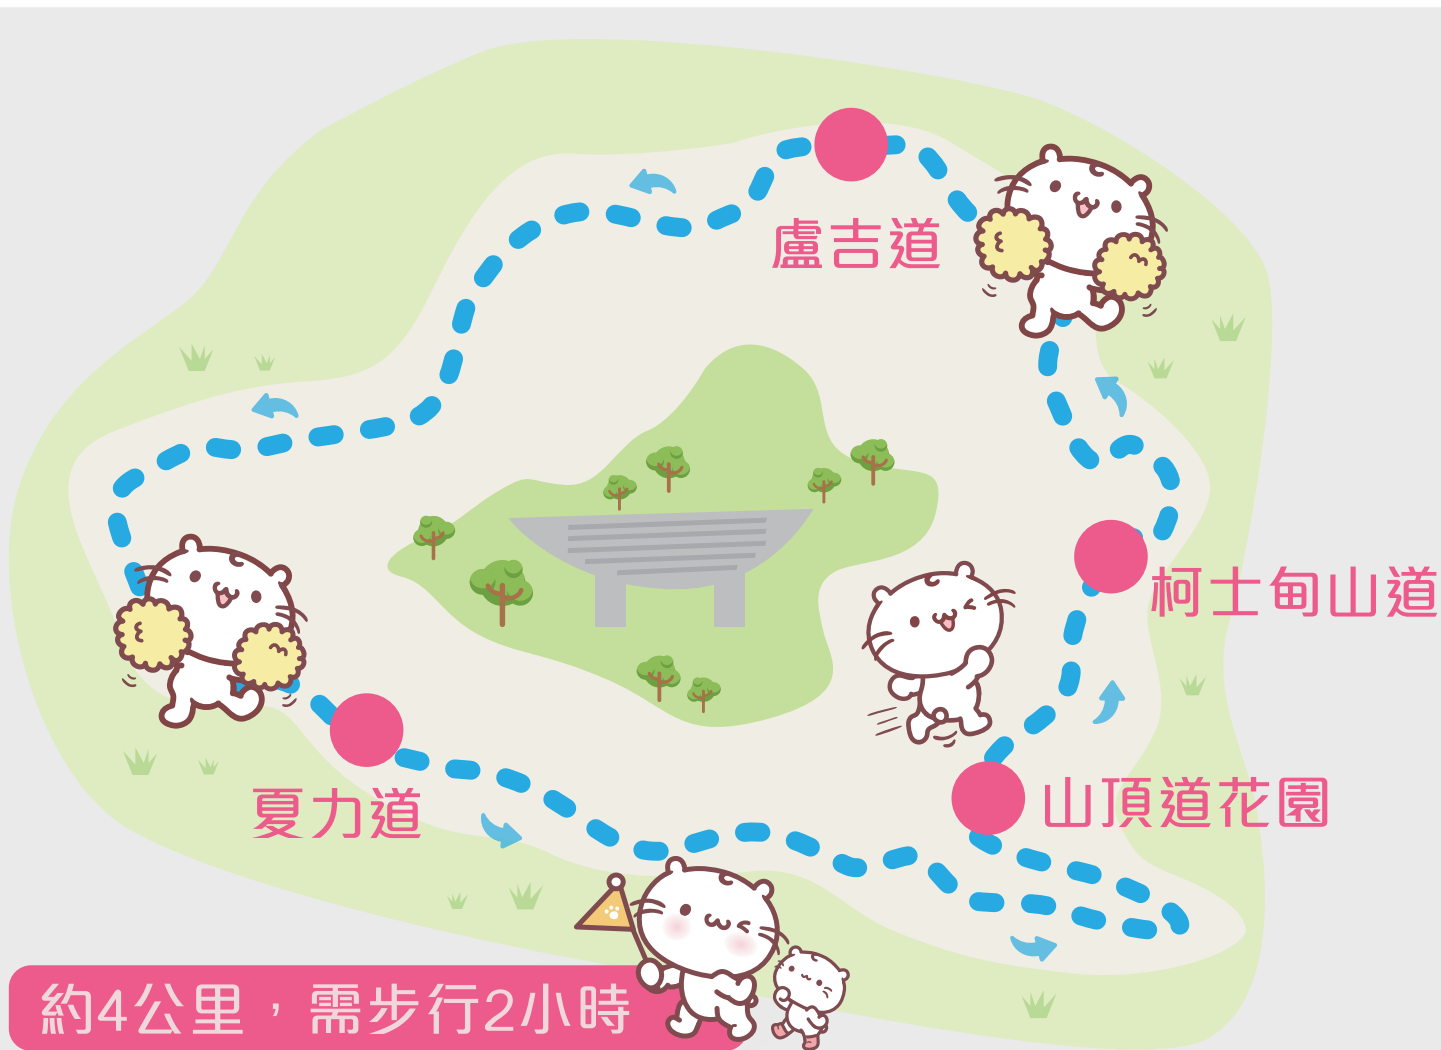 盧吉道
柯士甸山道
夏力道
山頂道花園
約4公里，需步行2小時